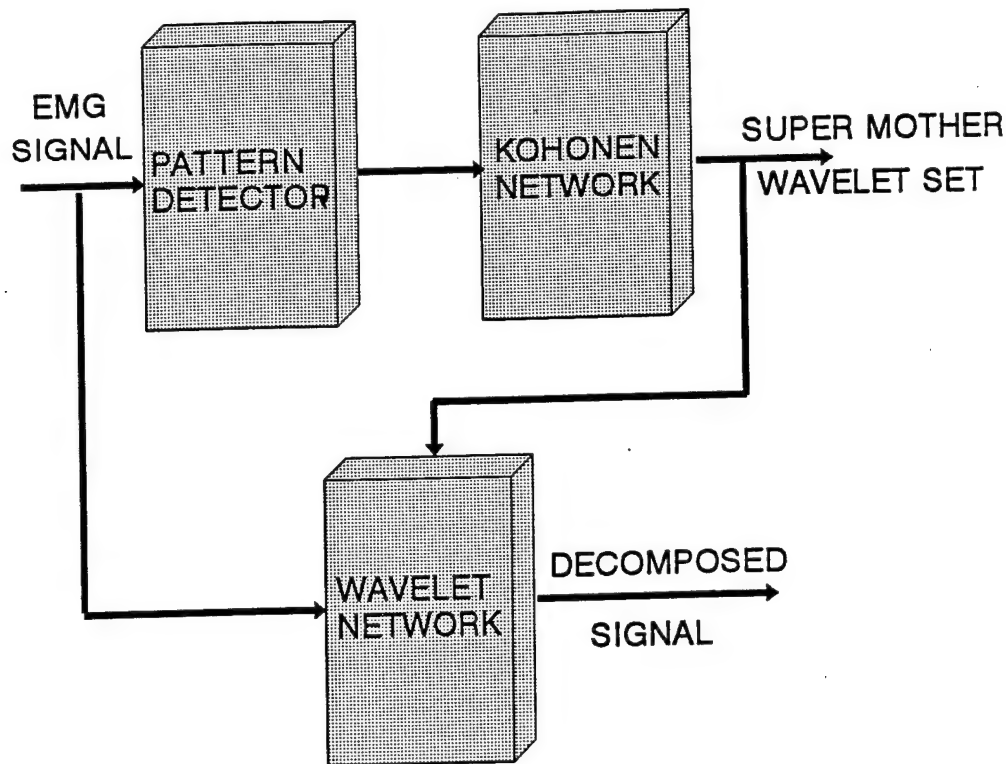 EMG
SIGNAL
PATTERN
DETECTOR
KOHONEN
NETWORK
SUPER MOTHER
WAVELET SET
WAVELET
NETWORK
DECOMPOSED
SIGNAL